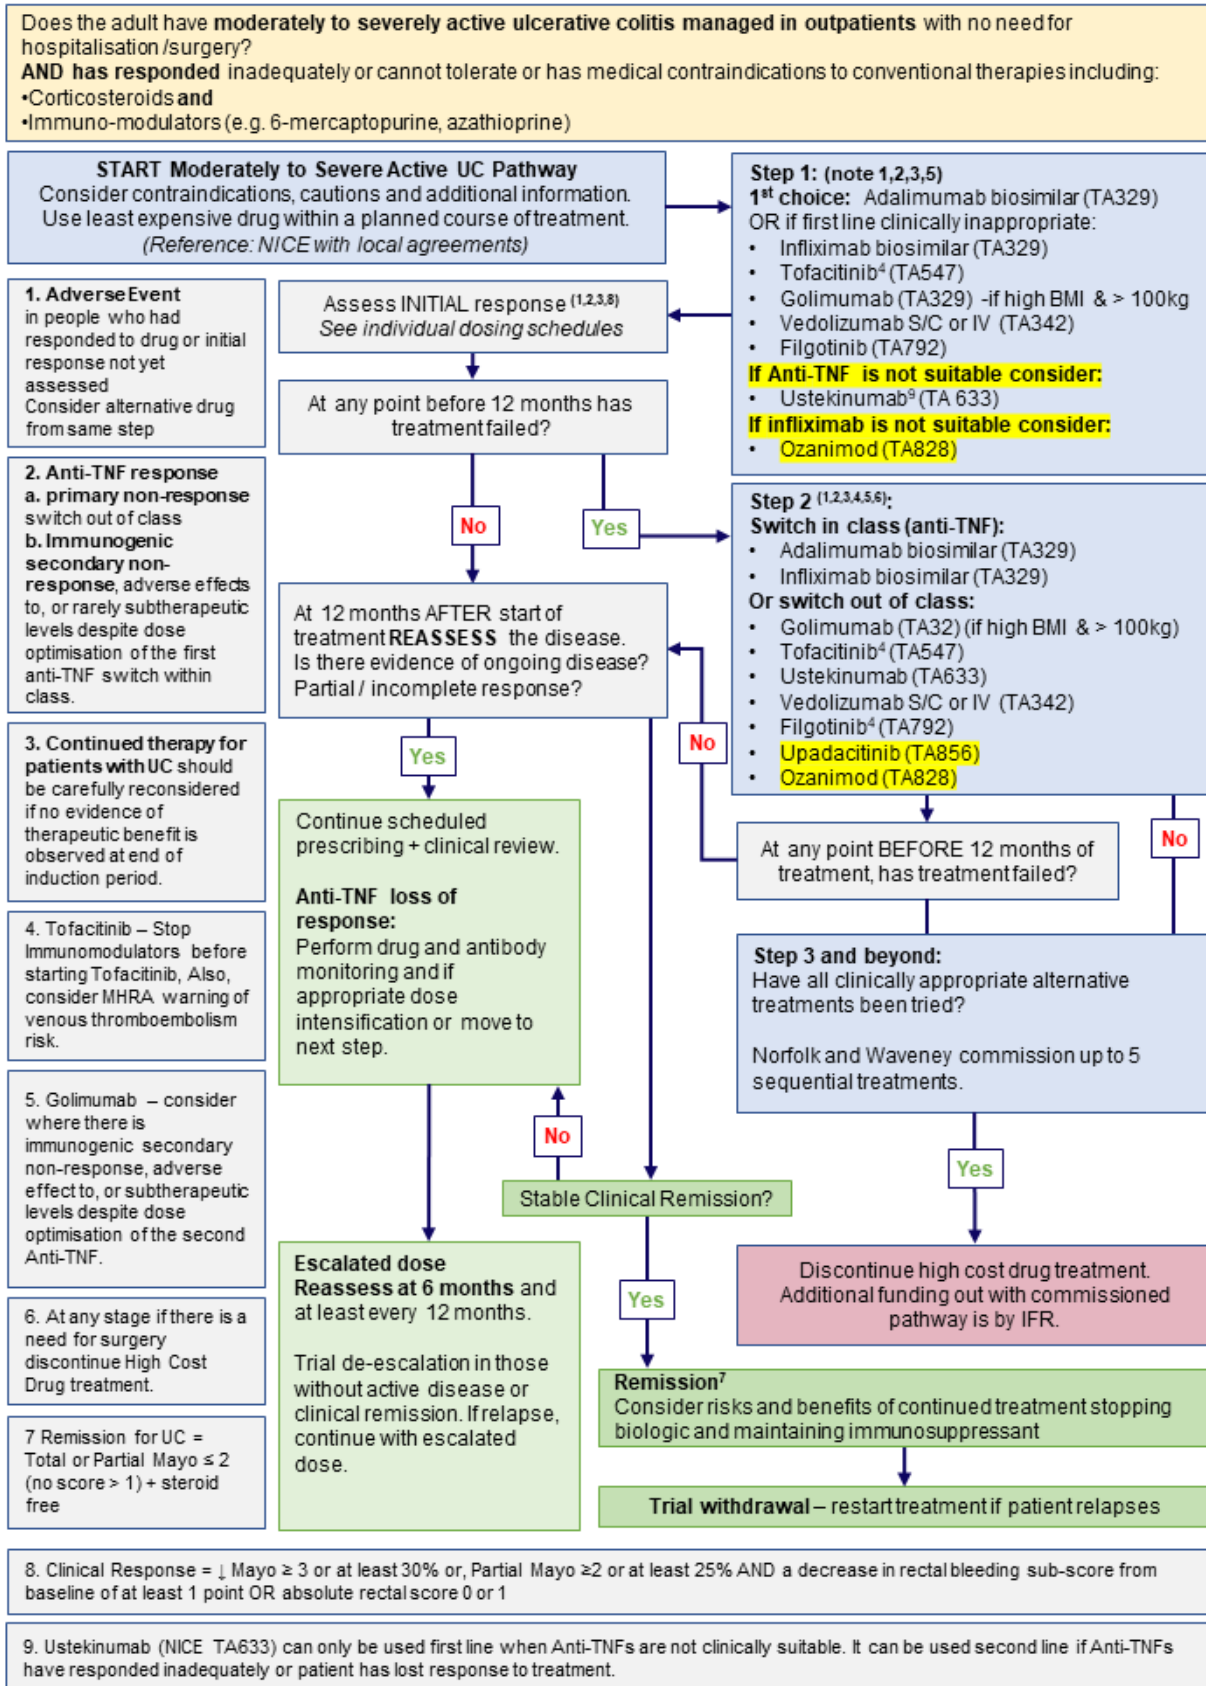 Does the adult have moderately to severely active ulcerative colitis managed in outpatients with no need for
hospitalisation/surgery?
AND has responded inadequately or cannot tolerate or has medical contraindications to conventional therapies including:
•Corticosteroids and
•Immuno-modulators (e.g. 6-mercaptopurine, azathioprine)
START Moderately to Severe Active UC Pathway
Consider contraindications, cautions and additional information.
Use least expensive drug within a planned course of treatment.
(Reference: NICE with local agreements)
Step 1: (note 1,2,3,5)
1st choice: Adalimumab biosimilar (TA329)
OR if first line clinically inappropriate:
• Infliximab biosimilar (TA329)
• Tofacitinib4 (TA547)
• Golimumab (TA329) -if high BMI & > 100kg
• Vedolizumab S/C or IV (TA342)
• Filgotinib (TA792)
If Anti-TNF is not suitable consider:
• Ustekinumab9 (TA 633)
If infliximab is not suitable consider:
• Ozanimod (TA828)
1. Adverse Event
in people who had
responded to drug or initial
response not yet
assessed
Consider alternative drug
from same step
Assess INITIAL response (1,2,3,8)
See individual dosing schedules
At any point before 12 months has
treatment failed?
No
Yes
2. Anti-TNF response
a. primary non-response
switch out of class
b. Immunogenic
secondary non-
response, adverse effects
to, or rarely subtherapeutic
levels despite dose
optimisation of the first
anti-TNF switch within
class.
Step 2 (1,2,3,4,5,6):
Switch in class (anti-TNF):
• Adalimumab biosimilar (TA329)
• Infliximab biosimilar (TA329)
Or switch out of class:
• Golimumab (TA32) (if high BMI & > 100kg)
• Tofacitinib4 (TA547)
• Ustekinumab (TA633)
• Vedolizumab S/C or IV (TA342)
• Filgotinib4 (TA792)
• Upadacitinib (TA856)
• Ozanimod (TA828)
At 12 months AFTER start of
treatment REASSESS the disease.
Is there evidence of ongoing disease?
Partial / incomplete response?
Yes
No
No
3. Continued therapy for
patients with UC should
be carefully reconsidered
if no evidence of
therapeutic benefit is
observed at end of
induction period.
Continue scheduled
prescribing + clinical review.
Anti-TNF loss of
response:
Perform drug and antibody
monitoring and if
appropriate dose
intensification or move to
next step.
At any point BEFORE 12 months of
treatment, has treatment failed?
4. Tofacitinib – Stop
Immunomodulators before
starting Tofacitinib, Also,
consider MHRA warning of
venous thromboembolism
risk.
Step 3 and beyond:
Have all clinically appropriate alternative
treatments been tried?
Norfolk and Waveney commission up to 5
sequential treatments.
5. Golimumab – consider
where there is
immunogenic secondary
non-response, adverse
effect to, or subtherapeutic
levels despite dose
optimisation of the second
Anti-TNF.
No
Yes
Stable Clinical Remission?
Escalated dose
Reassess at 6 months and
at least every 12 months.
Trial de-escalation in those
without active disease or
clinical remission. If relapse,
continue with escalated
dose.
Yes
Discontinue high cost drug treatment.
Additional funding out with commissioned
pathway is by IFR.
6. At any stage if there is a
need for surgery
discontinue High Cost
Drug treatment.
Remission7
Consider risks and benefits of continued treatment stopping
biologic and maintaining immunosuppressant
7 Remission for UC =
Total or Partial Mayo ≤ 2
(no score > 1) + steroid
free
Trial withdrawal – restart treatment if patient relapses
8. Clinical Response = ↓ Mayo ≥ 3 or at least 30% or, Partial Mayo ≥2 or at least 25% AND a decrease in rectal bleeding sub-score from
baseline of at least 1 point OR absolute rectal score 0 or 1
9. Ustekinumab (NICE TA633) can only be used first line when Anti-TNFs are not clinically suitable. It can be used second line if Anti-TNFs
have responded inadequately or patient has lost response to treatment.